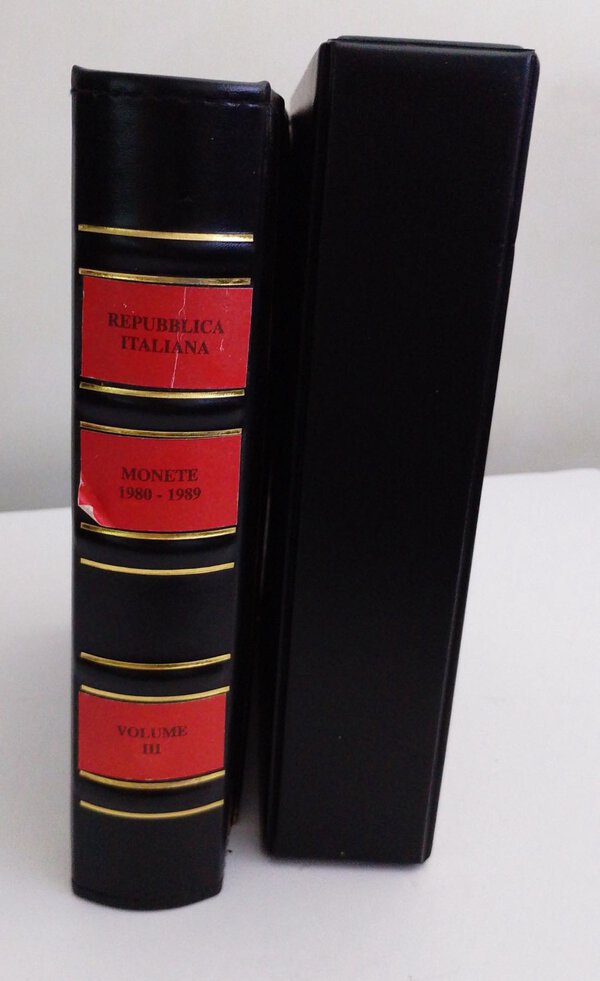 REPUBBLICA
ITALIANA
MONETE
1980 - 1989
VOLUME
III